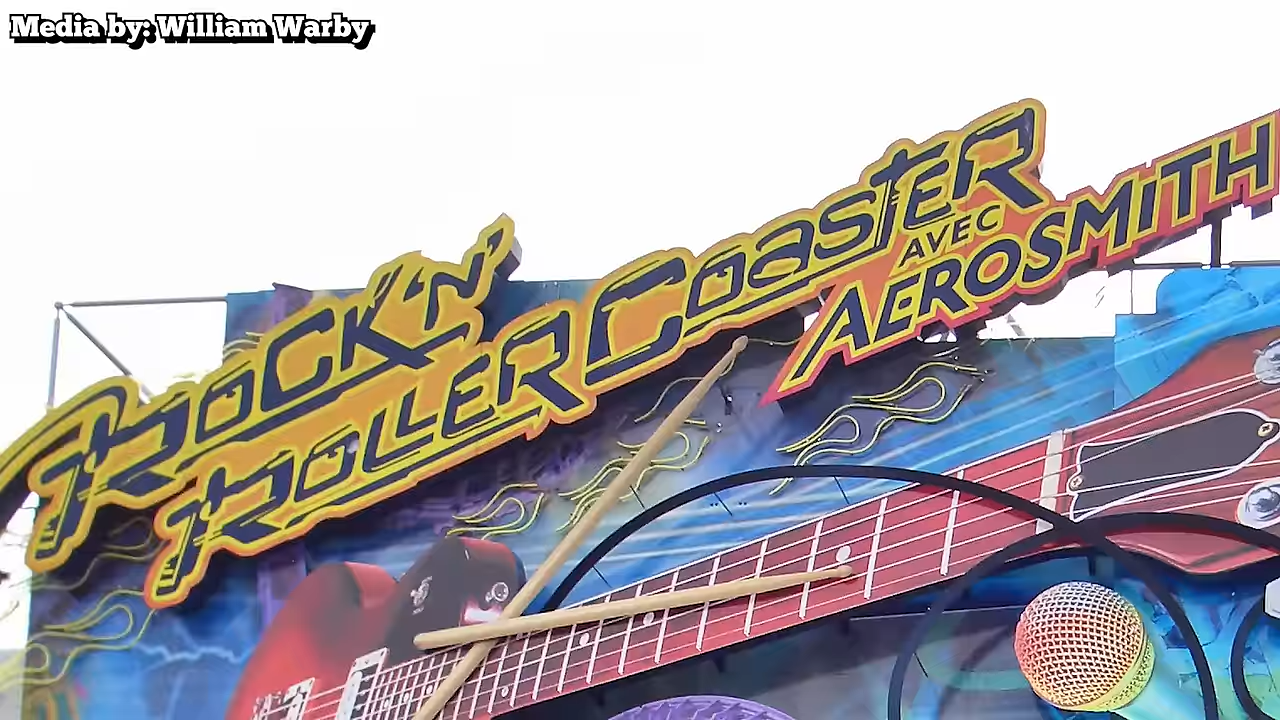 Media by: William Warby
ROCK 'N'
ROLLER COASTER
AVEC
AEROSMITH